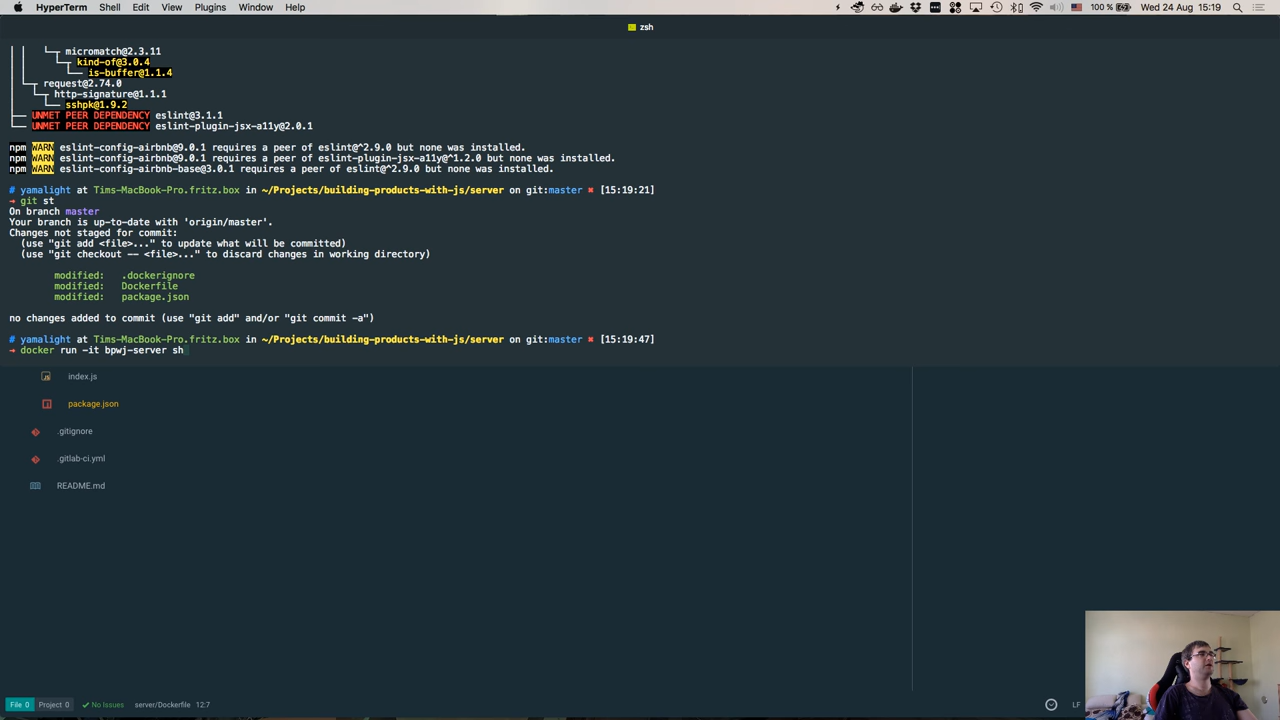 HyperTerm Shell Edit View Plugins Window Help
100 % Wed 24 Aug 15:19
zsh
micromatch@2.3.11
kind-of@3.0.4
is-buffer@1.1.4
request@2.74.0
http-signature@1.1.1
sshpk@1.9.2
UNMET PEER DEPENDENCY eslint@3.1.1
UNMET PEER DEPENDENCY eslint-plugin-jsx-a11y@2.0.1
npm WARN eslint-config-airbnb@9.0.1 requires a peer of eslint@^2.9.0 but none was installed.
npm WARN eslint-config-airbnb@9.0.1 requires a peer of eslint-plugin-jsx-a11y@^1.2.0 but none was installed.
npm WARN eslint-config-airbnb-base@3.0.1 requires a peer of eslint@^2.9.0 but none was installed.
# yamalight at Tims-MacBook-Pro.fritz.box in ~/Projects/building-products-with-js/server on git:master ✖ [15:19:21]
→ git st
On branch master
Your branch is up-to-date with 'origin/master'.
Changes not staged for commit:
(use "git add <file>..." to update what will be committed)
(use "git checkout -- <file>..." to discard changes in working directory)
modified: .dockerignore
modified: Dockerfile
modified: package.json
no changes added to commit (use "git add" and/or "git commit -a")
# yamalight at Tims-MacBook-Pro.fritz.box in ~/Projects/building-products-with-js/server on git:master ✖ [15:19:47]
→ docker run -it bpwj-server sh
index.js
package.json
.gitignore
.gitlab-ci.yml
README.md
File 0 Project 0 ✓ No Issues server/Dockerfile 12:7 LF